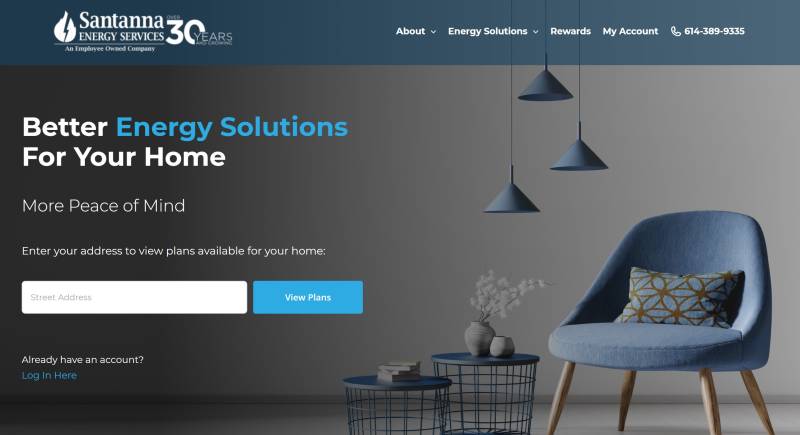 Santanna
ENERGY SERVICES
An Employee Owned Company
OVER
30 YEARS
AND GROWING
About
Energy Solutions
Rewards
My Account
614-389-9335
Better Energy Solutions
For Your Home
More Peace of Mind
Enter your address to view plans available for your home:
Street Address
View Plans
Already have an account?
Log In Here